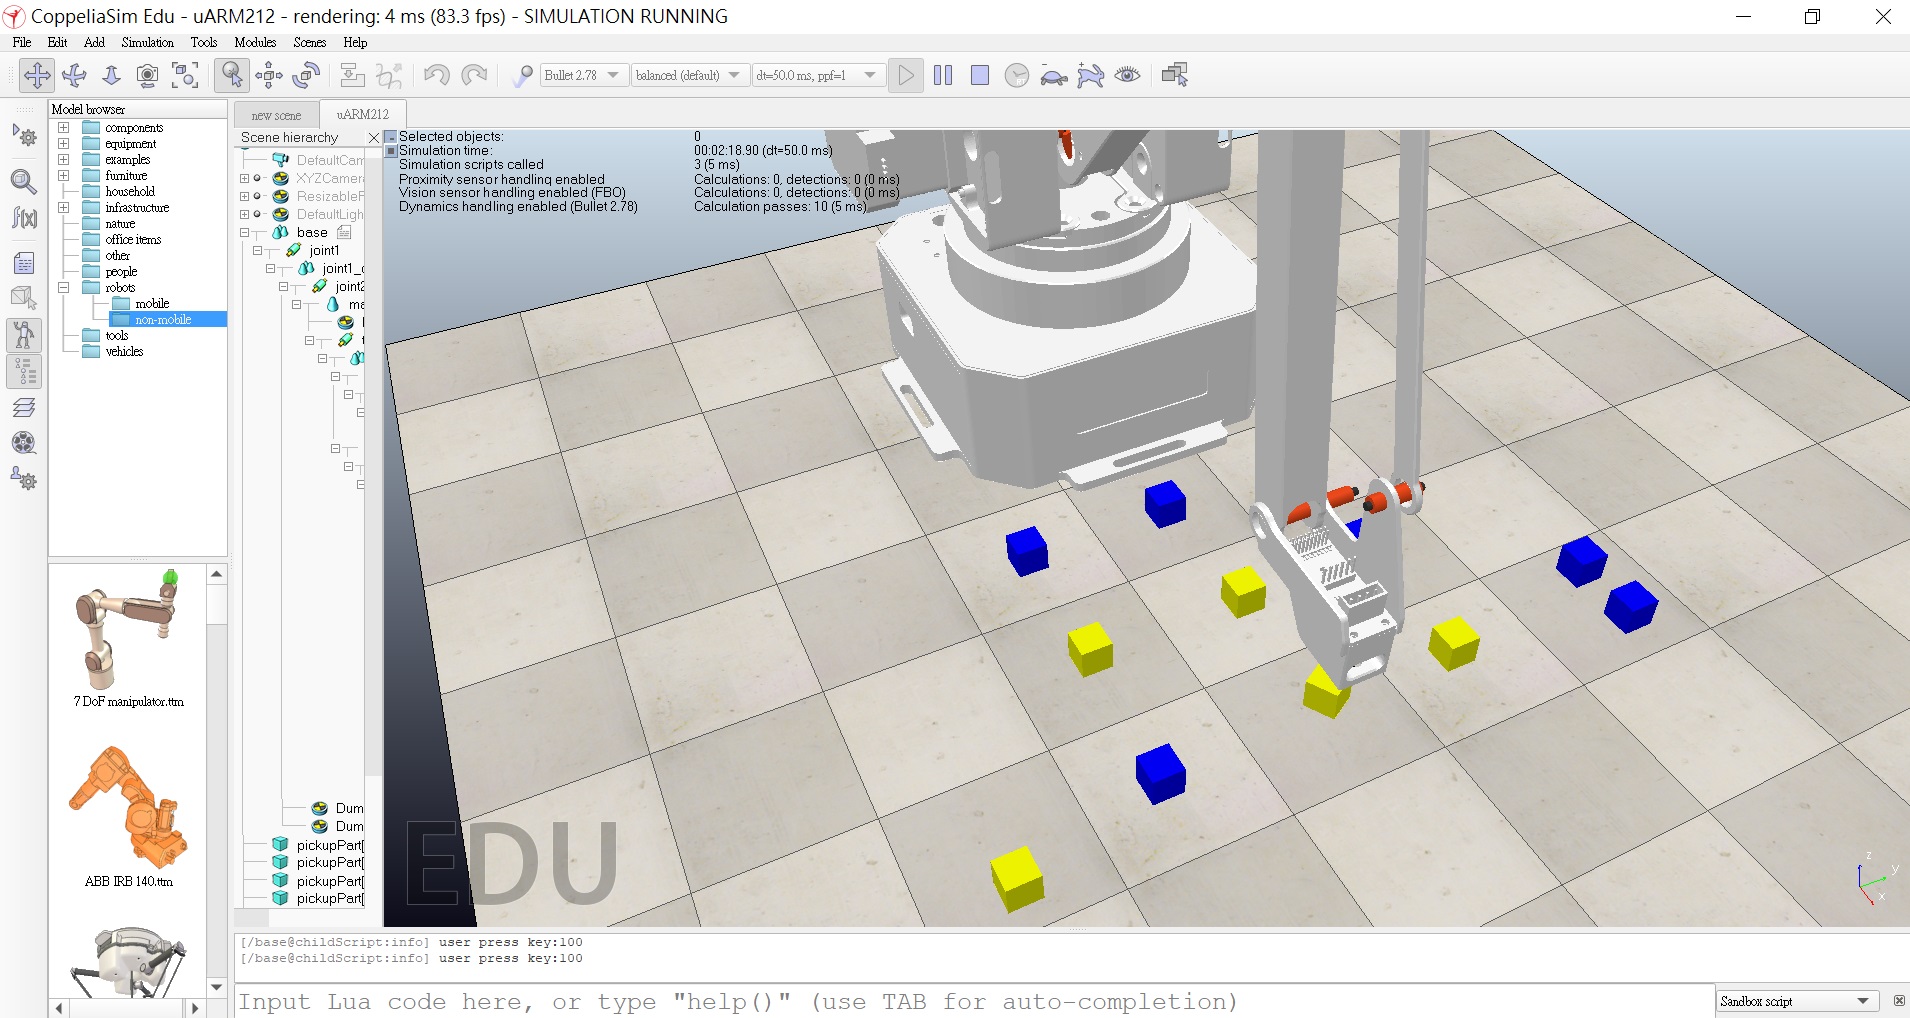 CoppeliaSim Edu - uARM212 - rendering: 4 ms (83.3 fps) - SIMULATION RUNNING
File Edit Add Simulation Tools Modules Scenes Help
Bullet 2.78 balanced (default) dt=50.0 ms, ppf=1
f(x)
Model browser
components
equipment
examples
furniture
household
infrastructure
nature
office items
other
people
robots
mobile
non-mobile
tools
vehicles
7 DoF manipulator.ttm
ABB IRB 140.ttm
new scene uARM212
Scene hierarchy
DefaultCam
XYZCamera
ResizableF
DefaultLigh
base
joint1
joint1_c
joint2
ma
Dum
Dum
pickupPart[
pickupPart[
pickupPart[
pickupPart[
Selected objects: 0
Simulation time: 00:02:18.90 (dt=50.0 ms)
Simulation scripts called 3 (5 ms)
Proximity sensor handling enabled Calculations: 0, detections: 0 (0 ms)
Vision sensor handling enabled (FBO) Calculations: 0, detections: 0 (0 ms)
Dynamics handling enabled (Bullet 2.78) Calculation passes: 10 (5 ms)
EDU
z
y
x
[/base@childScript:info] user press key:100
[/base@childScript:info] user press key:100
Input Lua code here, or type "help()" (use TAB for auto-completion)
Sandbox script